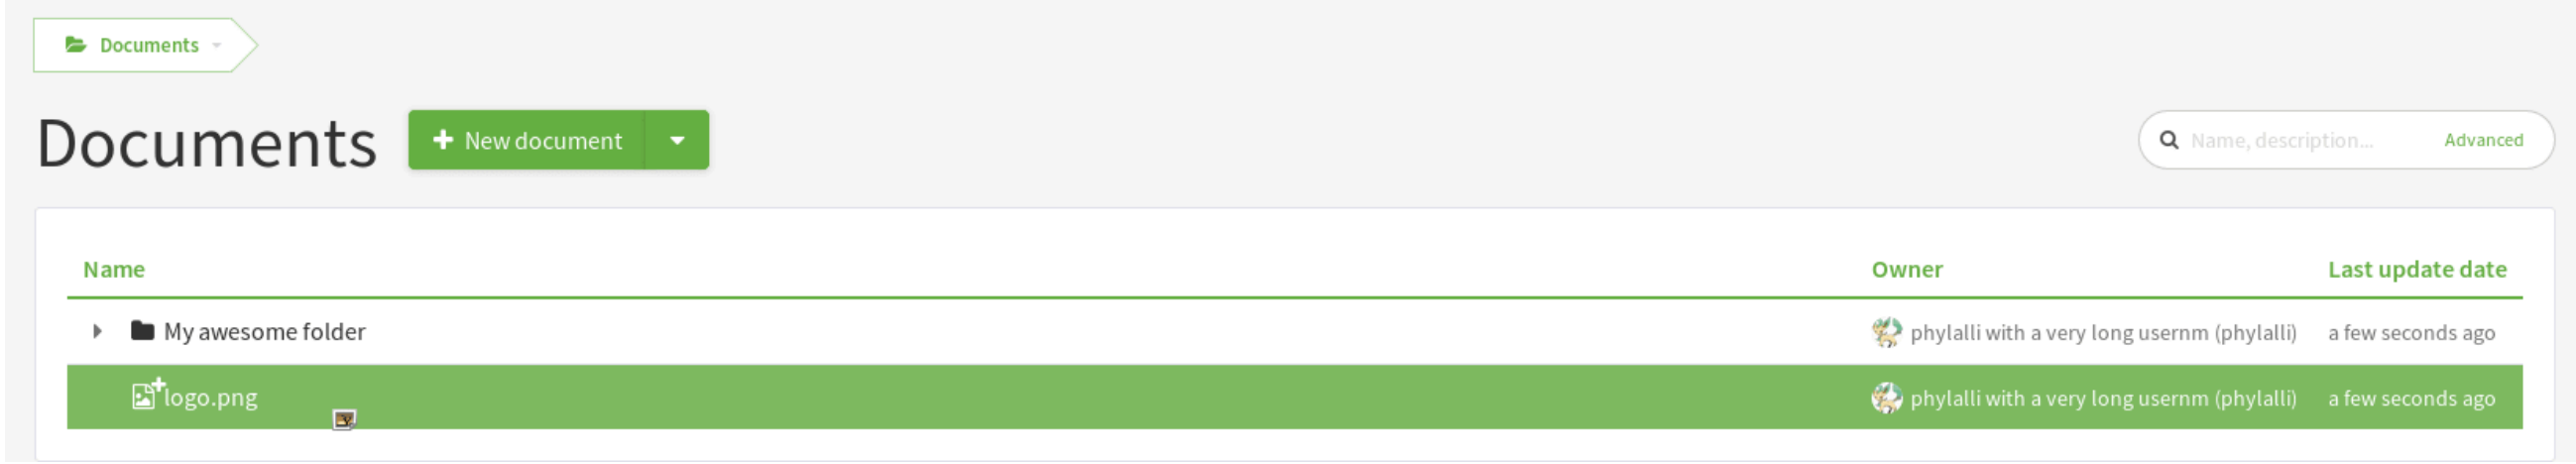 Documents
Documents
New document
Name, description...
Advanced
Name Owner Last update date
My awesome folder phylalli with a very long usernm (phylalli) a few seconds ago
logo.png phylalli with a very long usernm (phylalli) a few seconds ago